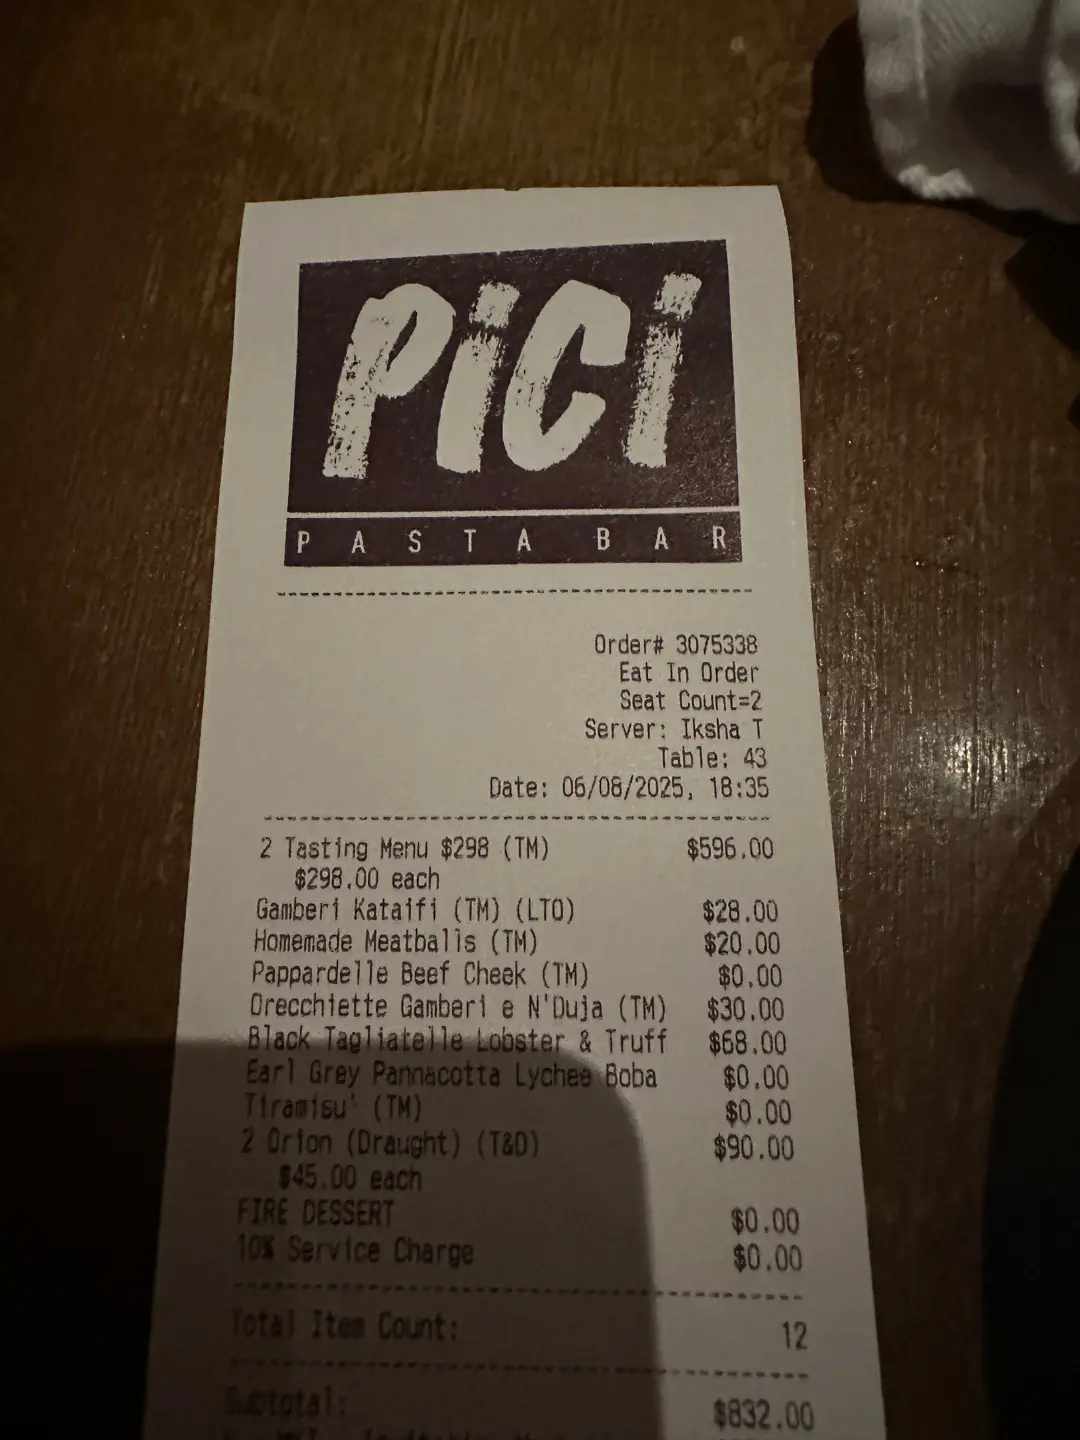 PiCi
PASTA BAR
Order# 3075338
Eat In Order
Seat Count=2
Server: Iksha T
Table: 43
Date: 06/08/2025, 18:35
2 Tasting Menu $298 (TM) $596.00
$298.00 each
Gamberi Kataifi (TM) (LTO) $28.00
Homemade Meatballs (TM) $20.00
Pappardelle Beef Cheek (TM) $0.00
Orecchiette Gamberi e N'Duja (TM) $30.00
Black Tagliatelle Lobster & Truff $68.00
Earl Grey Pannacotta Lychee Boba $0.00
Tiramisu' (TM) $0.00
2 Orion (Draught) (T&D) $90.00
$45.00 each
FIRE DESSERT $0.00
10% Service Charge $0.00
Total Item Count: 12
Subtotal: $832.00